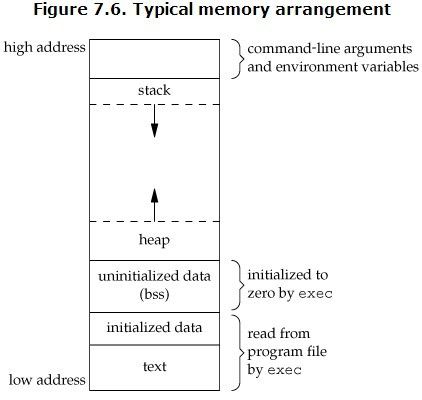 Figure 7.6. Typical memory arrangement
high address
command-line arguments
and environment variables
stack
heap
uninitialized data
(bss)
initialized to
zero by exec
initialized data
read from
program file
by exec
text
low address